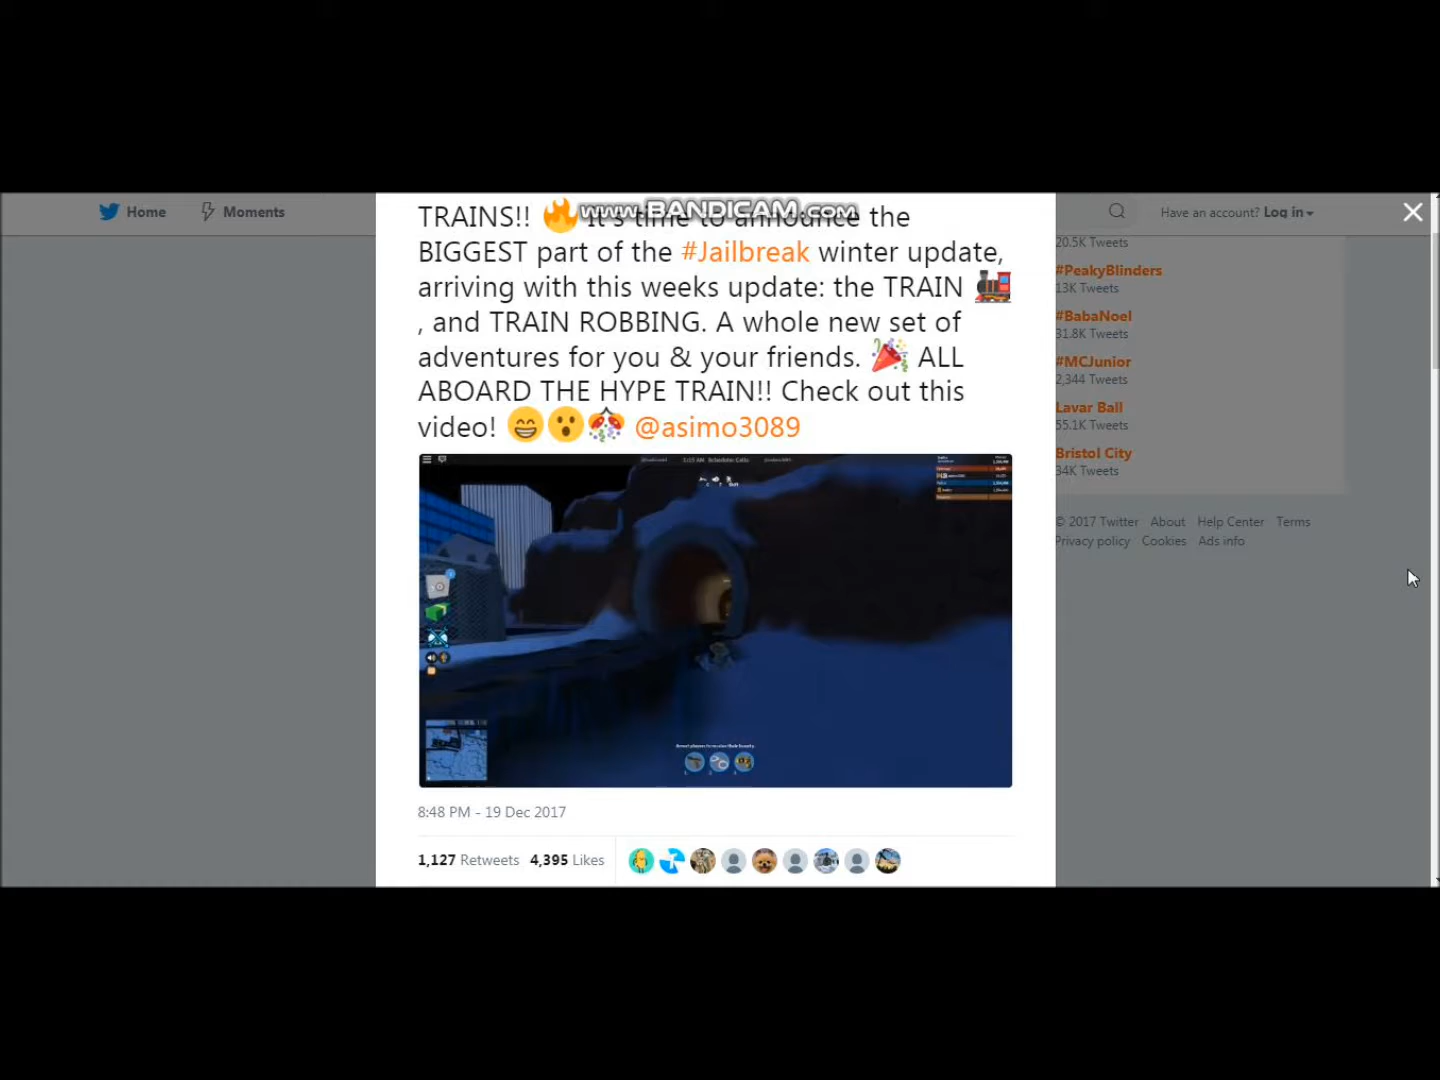 www.BANDICAM.com
Home
Moments
Have an account? Log in
TRAINS!! 🔥 It's time to announce the
BIGGEST part of the #Jailbreak winter update,
arriving with this weeks update: the TRAIN 🚂
, and TRAIN ROBBING. A whole new set of
adventures for you & your friends. 🎉 ALL
ABOARD THE HYPE TRAIN!! Check out this
video! 😄😮🎊 @asimo3089
8:48 PM - 19 Dec 2017
1,127 Retweets 4,395 Likes
20.5K Tweets
#PeakyBlinders
13K Tweets
#BabaNoel
31.8K Tweets
#MCJunior
2,344 Tweets
Lavar Ball
55.1K Tweets
Bristol City
34K Tweets
© 2017 Twitter About Help Center Terms
Privacy policy Cookies Ads info